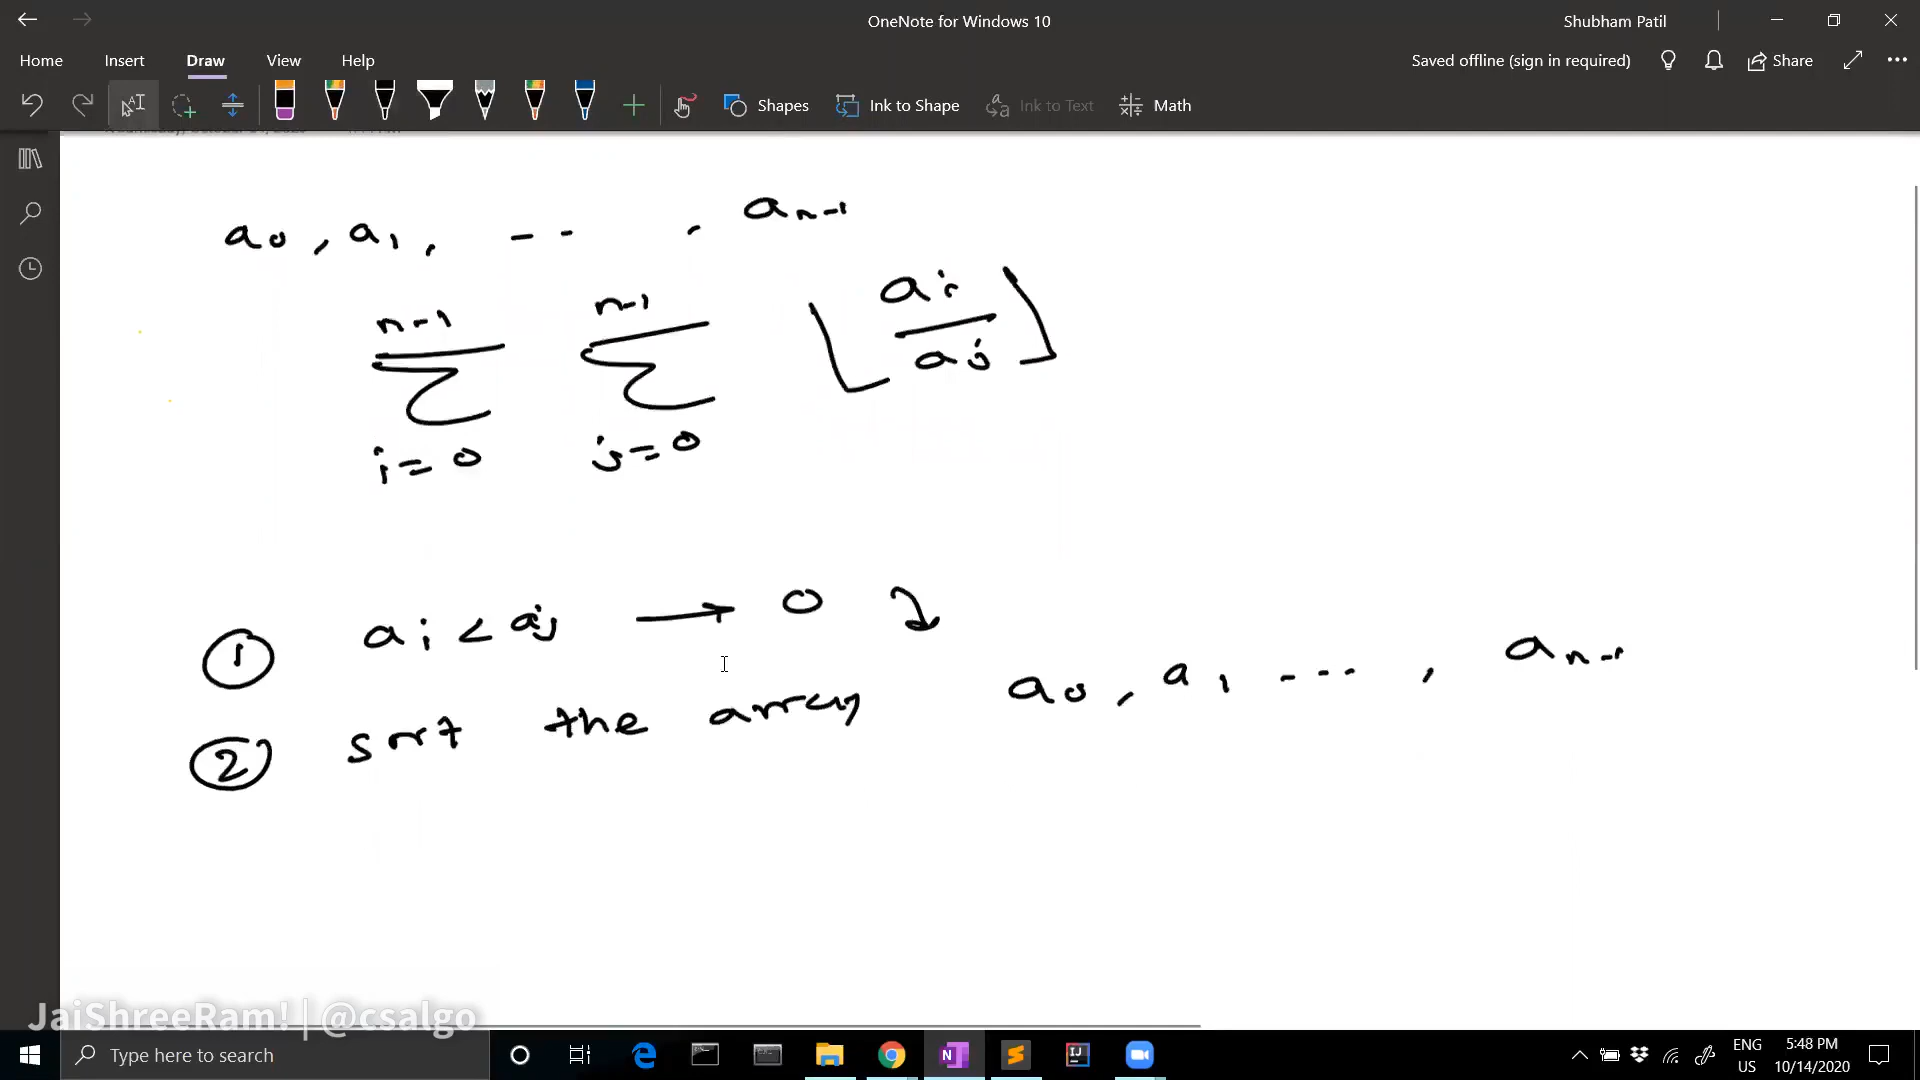 OneNote for Windows 10
Shubham Patil
Home Insert Draw View Help
Saved offline (sign in required) Share
Shapes Ink to Shape Ink to Text Math
a0, a1, -- , an-1
n-1 n-1
∑ ∑ ⌊ai/aj⌋
i=0 j=0
① ai < aj → 0
② sort the array a0, a1, ---, an-1
JaiShreeRam! | @csalgo
Type here to search
ENG
US
5:48 PM
10/14/2020